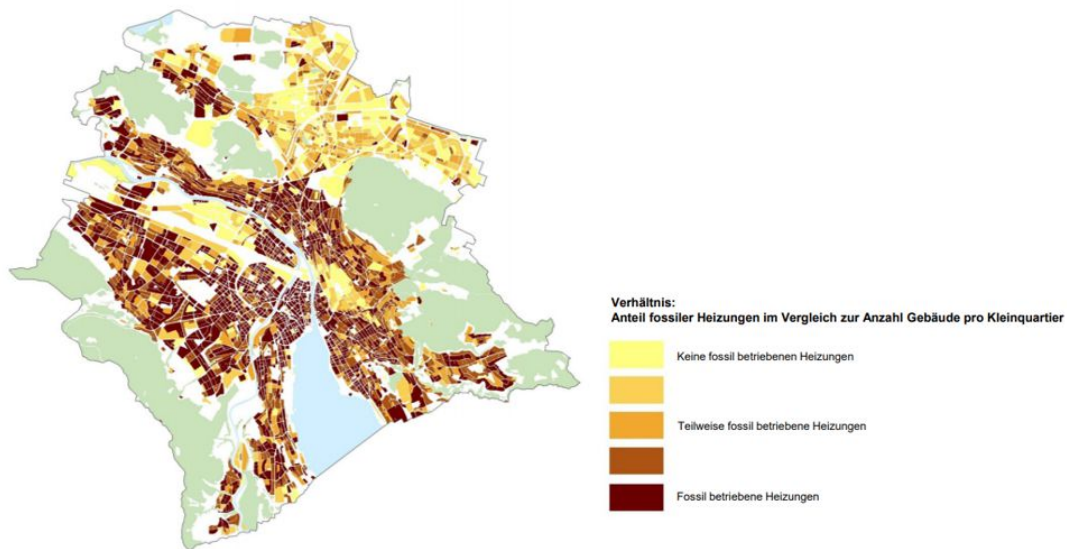 Verhältnis:
Anteil fossiler Heizungen im Vergleich zur Anzahl Gebäude pro Kleinquartier
Keine fossil betriebenen Heizungen
Teilweise fossil betriebene Heizungen
Fossil betriebene Heizungen